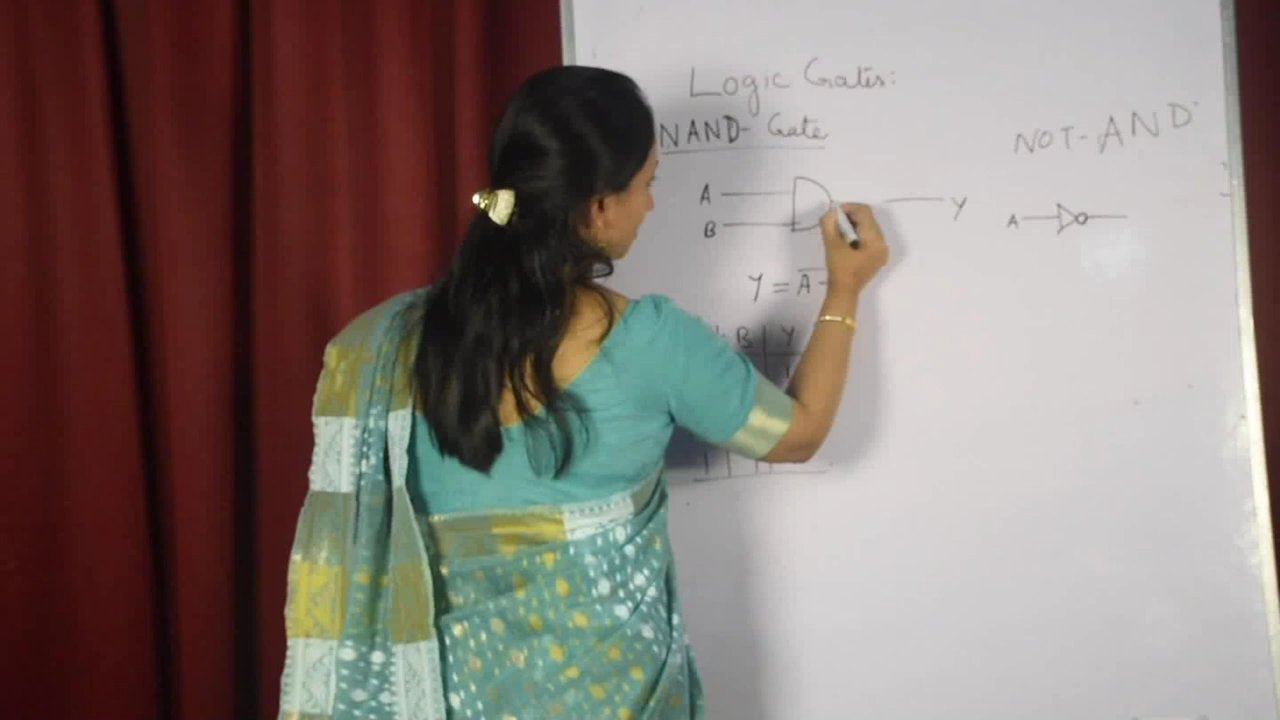 Logic Gates:
NAND- Gate
NOT-AND
A
B
Y
A
Y = A
B Y